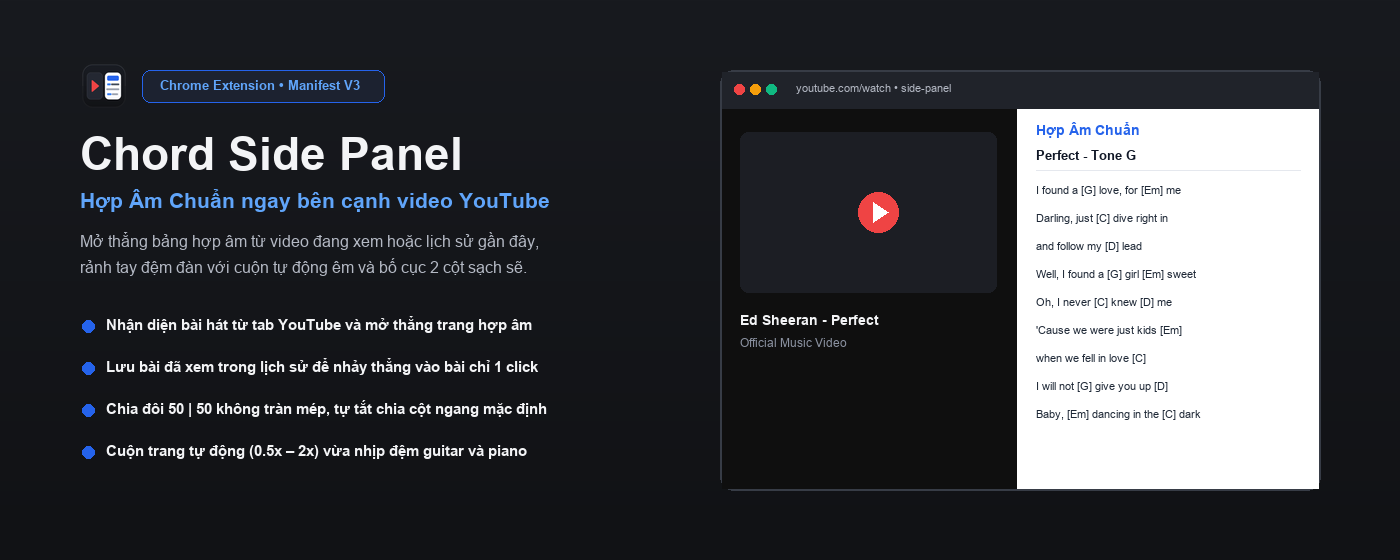 Chrome Extension • Manifest V3
Chord Side Panel
Hợp Âm Chuẩn ngay bên cạnh video YouTube
Mở thẳng bảng hợp âm từ video đang xem hoặc lịch sử gần đây,
rảnh tay đệm đàn với cuộn tự động êm và bố cục 2 cột sạch sẽ.
Nhận diện bài hát từ tab YouTube và mở thẳng trang hợp âm
Lưu bài đã xem trong lịch sử để nhảy thẳng vào bài chỉ 1 click
Chia đôi 50 | 50 không tràn mép, tự tắt chia cột ngang mặc định
Cuộn trang tự động (0.5x – 2x) vừa nhịp đệm guitar và piano
youtube.com/watch • side-panel
Ed Sheeran - Perfect
Official Music Video
Hợp Âm Chuẩn
Perfect - Tone G
I found a [G] love, for [Em] me
Darling, just [C] dive right in
and follow my [D] lead
Well, I found a [G] girl [Em] sweet
Oh, I never [C] knew [D] me
'Cause we were just kids [Em]
when we fell in love [C]
I will not [G] give you up [D]
Baby, [Em] dancing in the [C] dark